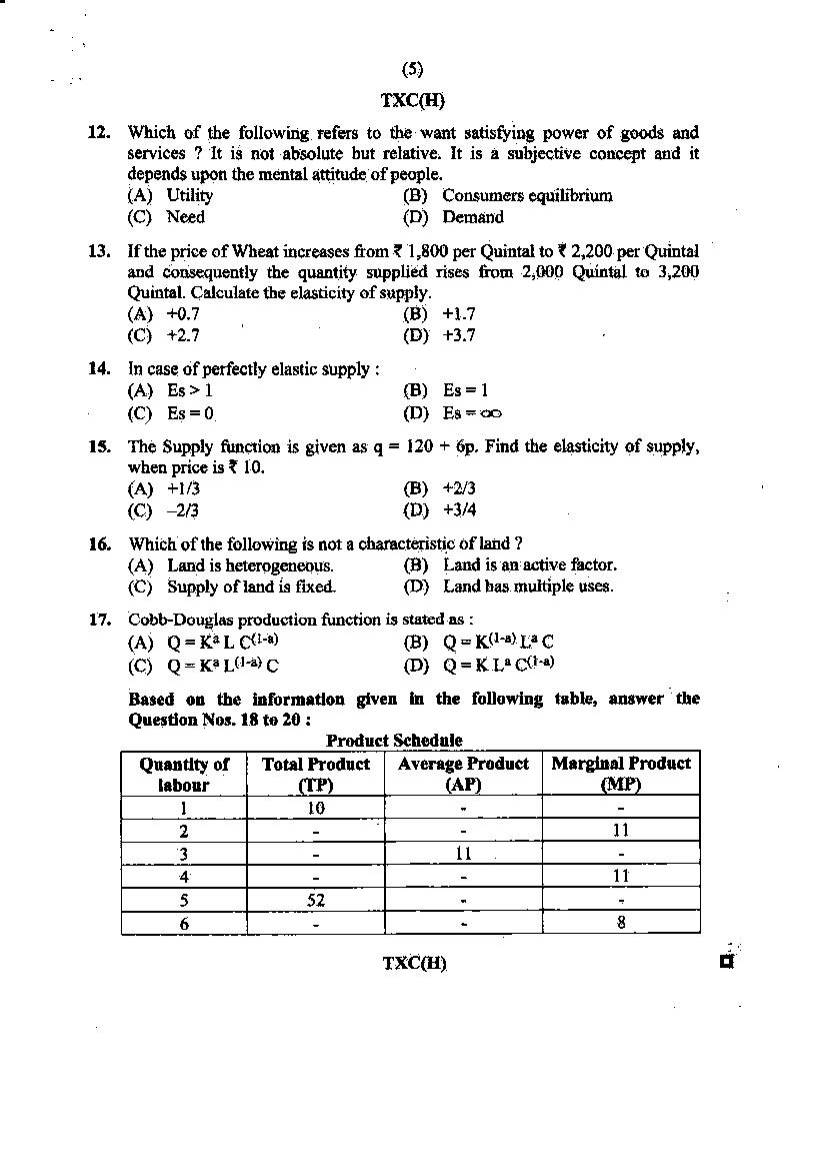 (5)
TXC(H)
12. Which of the following refers to the want satisfying power of goods and
services ? It is not absolute but relative. It is a subjective concept and it
depends upon the mental attitude of people.
(A) Utility (B) Consumers equilibrium
(C) Need (D) Demand
13. If the price of Wheat increases from ₹ 1,800 per Quintal to ₹ 2,200 per Quintal
and consequently the quantity supplied rises from 2,000 Quintal to 3,200
Quintal. Calculate the elasticity of supply.
(A) +0.7 (B) +1.7
(C) +2.7 (D) +3.7
14. In case of perfectly elastic supply :
(A) Es > 1 (B) Es = 1
(C) Es = 0 (D) Es = ∞
15. The Supply function is given as q = 120 + 6p. Find the elasticity of supply,
when price is ₹ 10.
(A) +1/3 (B) +2/3
(C) –2/3 (D) +3/4
16. Which of the following is not a characteristic of land ?
(A) Land is heterogeneous. (B) Land is an active factor.
(C) Supply of land is fixed. (D) Land has multiple uses.
17. Cobb-Douglas production function is stated as :
(A) Q = K^a L C^(1-a) (B) Q = K^(1-a) L^a C
(C) Q = K^a L^(1-a) C (D) Q = K L^a C^(1-a)
Based on the information given in the following table, answer the
Question Nos. 18 to 20 :
Product Schedule
Quantity of labour | Total Product (TP) | Average Product (AP) | Marginal Product (MP)
1 | 10 | - | -
2 | - | - | 11
3 | - | 11 | -
4 | - | - | 11
5 | 52 | - | -
6 | - | - | 8
TXC(H)